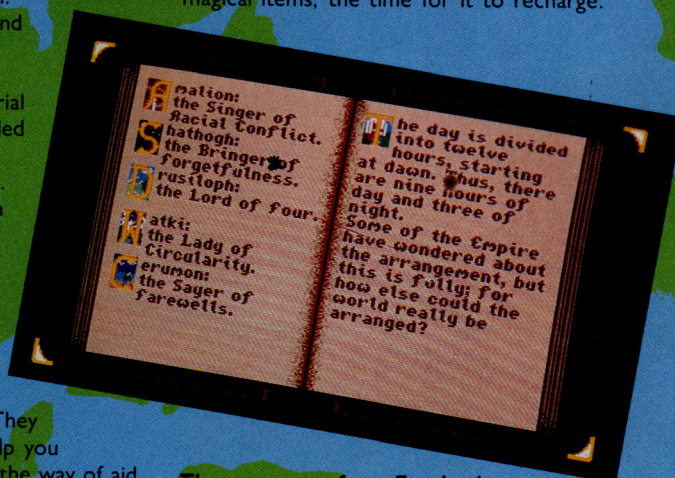 magical items, the time for it to recharge.
nd
rial
led
Amalion:
the Singer of
Racial Conflict.
Shathogh:
the Bringer of
forgetfulness.
Drusiloph:
the Lord of four.
Watki:
the Lady of
Circularity.
Cerumon:
the Sayer of
farewells.
The day is divided
into twelve
hours, starting
at dawn. Thus, there
are nine hours of
day and three of
night.
Some of the Empire
have wondered about
the arrangement, but
this is folly; for
how else could the
world really be
arranged?
They
lp you
the way of aid